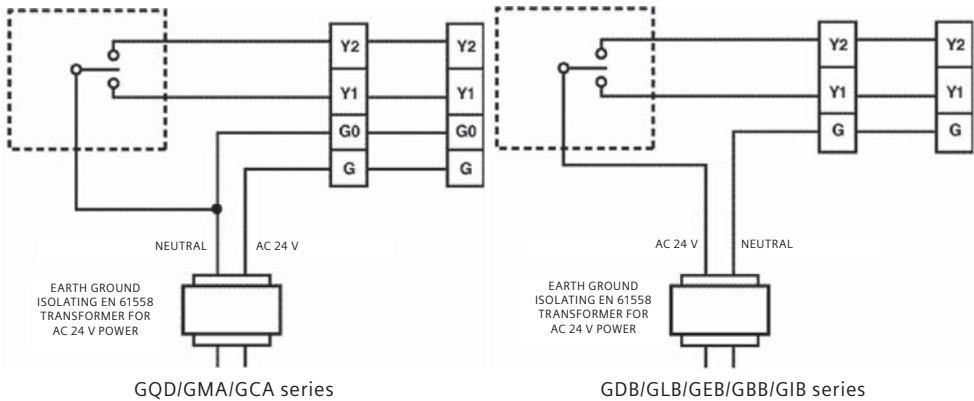 Y2
Y2
Y1
Y1
G0
G0
G
G
NEUTRAL
AC 24 V
EARTH GROUND
ISOLATING EN 61558
TRANSFORMER FOR
AC 24 V POWER
GQD/GMA/GCA series
Y2
Y2
Y1
Y1
G
G
AC 24 V
NEUTRAL
EARTH GROUND
ISOLATING EN 61558
TRANSFORMER FOR
AC 24 V POWER
GDB/GLB/GEB/GBB/GIB series